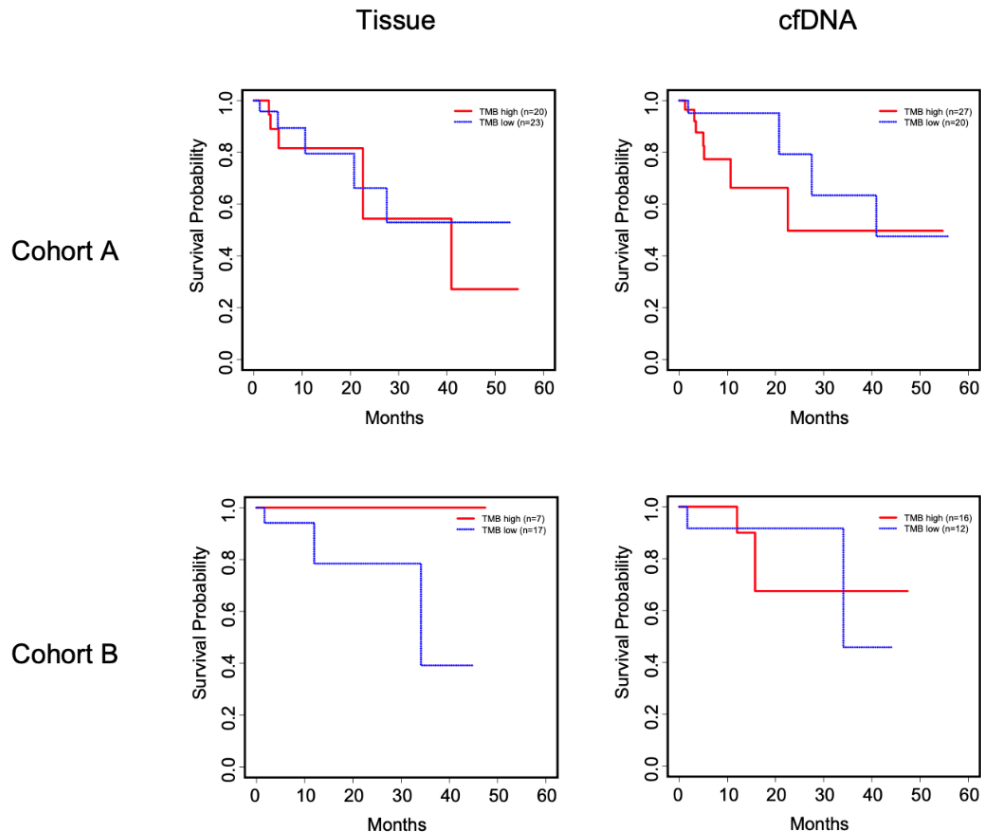 Tissue
cfDNA
Cohort A
Survival Probability
0.0 0.2 0.4 0.6 0.8 1.0
TMB high (n=20)
TMB low (n=23)
0 10 20 30 40 50 60
Months
Survival Probability
0.0 0.2 0.4 0.6 0.8 1.0
TMB high (n=27)
TMB low (n=20)
0 10 20 30 40 50 60
Months
Cohort B
Survival Probability
0.0 0.2 0.4 0.6 0.8 1.0
TMB high (n=7)
TMB low (n=17)
0 10 20 30 40 50 60
Months
Survival Probability
0.0 0.2 0.4 0.6 0.8 1.0
TMB high (n=16)
TMB low (n=12)
0 10 20 30 40 50 60
Months